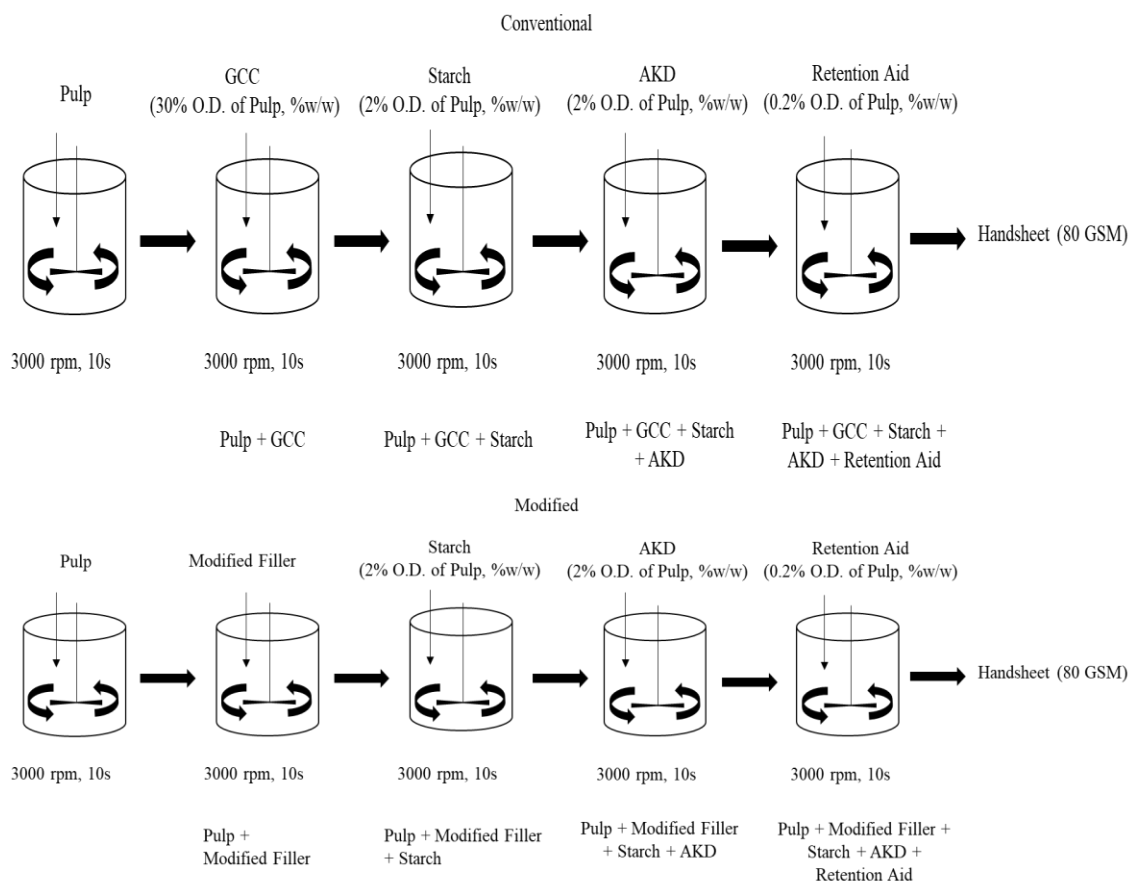 Conventional
Pulp
GCC
(30% O.D. of Pulp, %w/w)
Starch
(2% O.D. of Pulp, %w/w)
AKD
(2% O.D. of Pulp, %w/w)
Retention Aid
(0.2% O.D. of Pulp, %w/w)
Handsheet (80 GSM)
3000 rpm, 10s
3000 rpm, 10s
3000 rpm, 10s
3000 rpm, 10s
3000 rpm, 10s
Pulp + GCC
Pulp + GCC + Starch
Pulp + GCC + Starch
+ AKD
Pulp + GCC + Starch +
AKD + Retention Aid
Modified
Pulp
Modified Filler
Starch
(2% O.D. of Pulp, %w/w)
AKD
(2% O.D. of Pulp, %w/w)
Retention Aid
(0.2% O.D. of Pulp, %w/w)
Handsheet (80 GSM)
3000 rpm, 10s
3000 rpm, 10s
3000 rpm, 10s
3000 rpm, 10s
3000 rpm, 10s
Pulp +
Modified Filler
Pulp + Modified Filler
+ Starch
Pulp + Modified Filler
+ Starch + AKD
Pulp + Modified Filler +
Starch + AKD +
Retention Aid